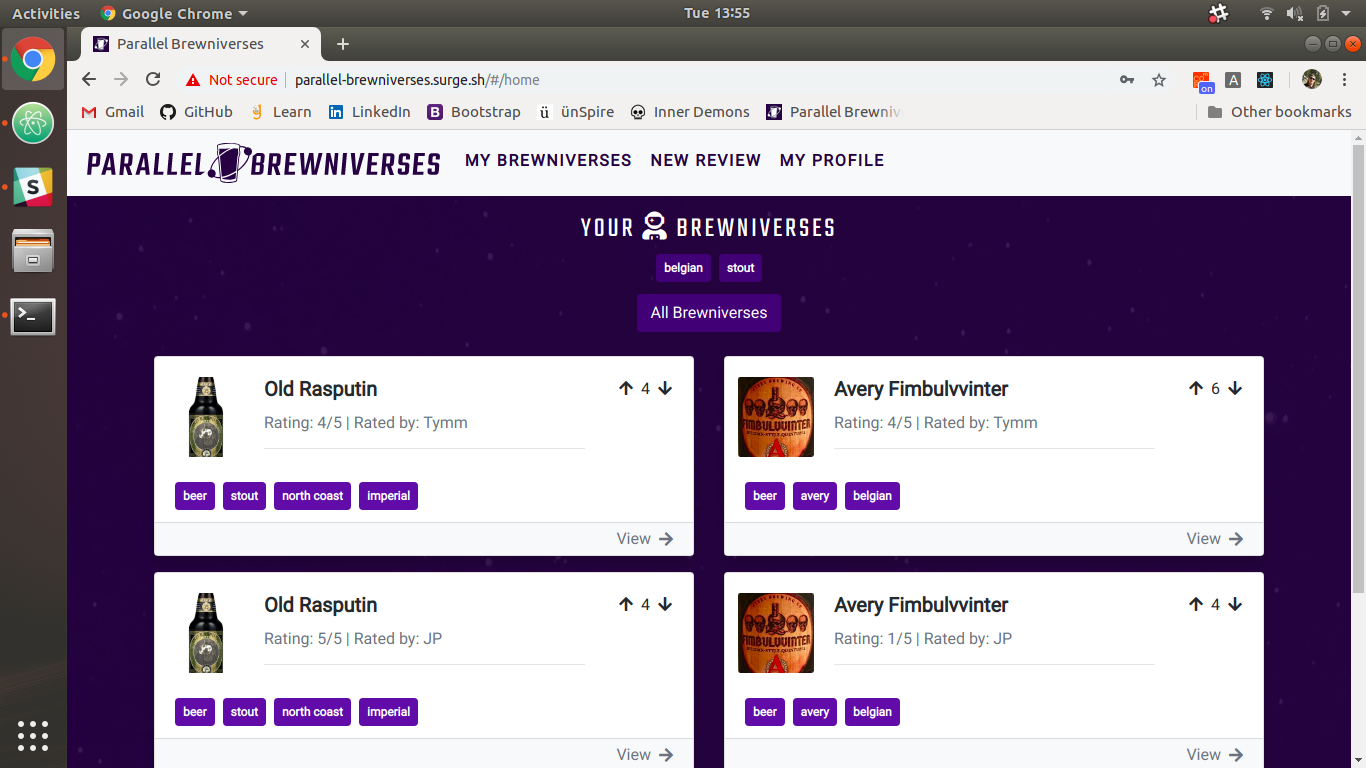 Activities Google Chrome Tue 13:55
Parallel Brewniverses
Not secure parallel-brewniverses.surge.sh/#/home
on A
Gmail GitHub Learn LinkedIn Bootstrap ünSpire Inner Demons Parallel Brewniv Other bookmarks
PARALLEL BREWNIVERSES MY BREWNIVERSES NEW REVIEW MY PROFILE
YOUR BREWNIVERSES
belgian stout
All Brewniverses
Old Rasputin 4
Rating: 4/5 | Rated by: Tymm
beer stout north coast imperial
View
Avery Fimbulvvinter 6
Rating: 4/5 | Rated by: Tymm
FIMBULVVINTER
beer avery belgian
View
Old Rasputin 4
Rating: 5/5 | Rated by: JP
beer stout north coast imperial
View
Avery Fimbulvvinter 4
Rating: 1/5 | Rated by: JP
FIMBULVVINTER
beer avery belgian
View